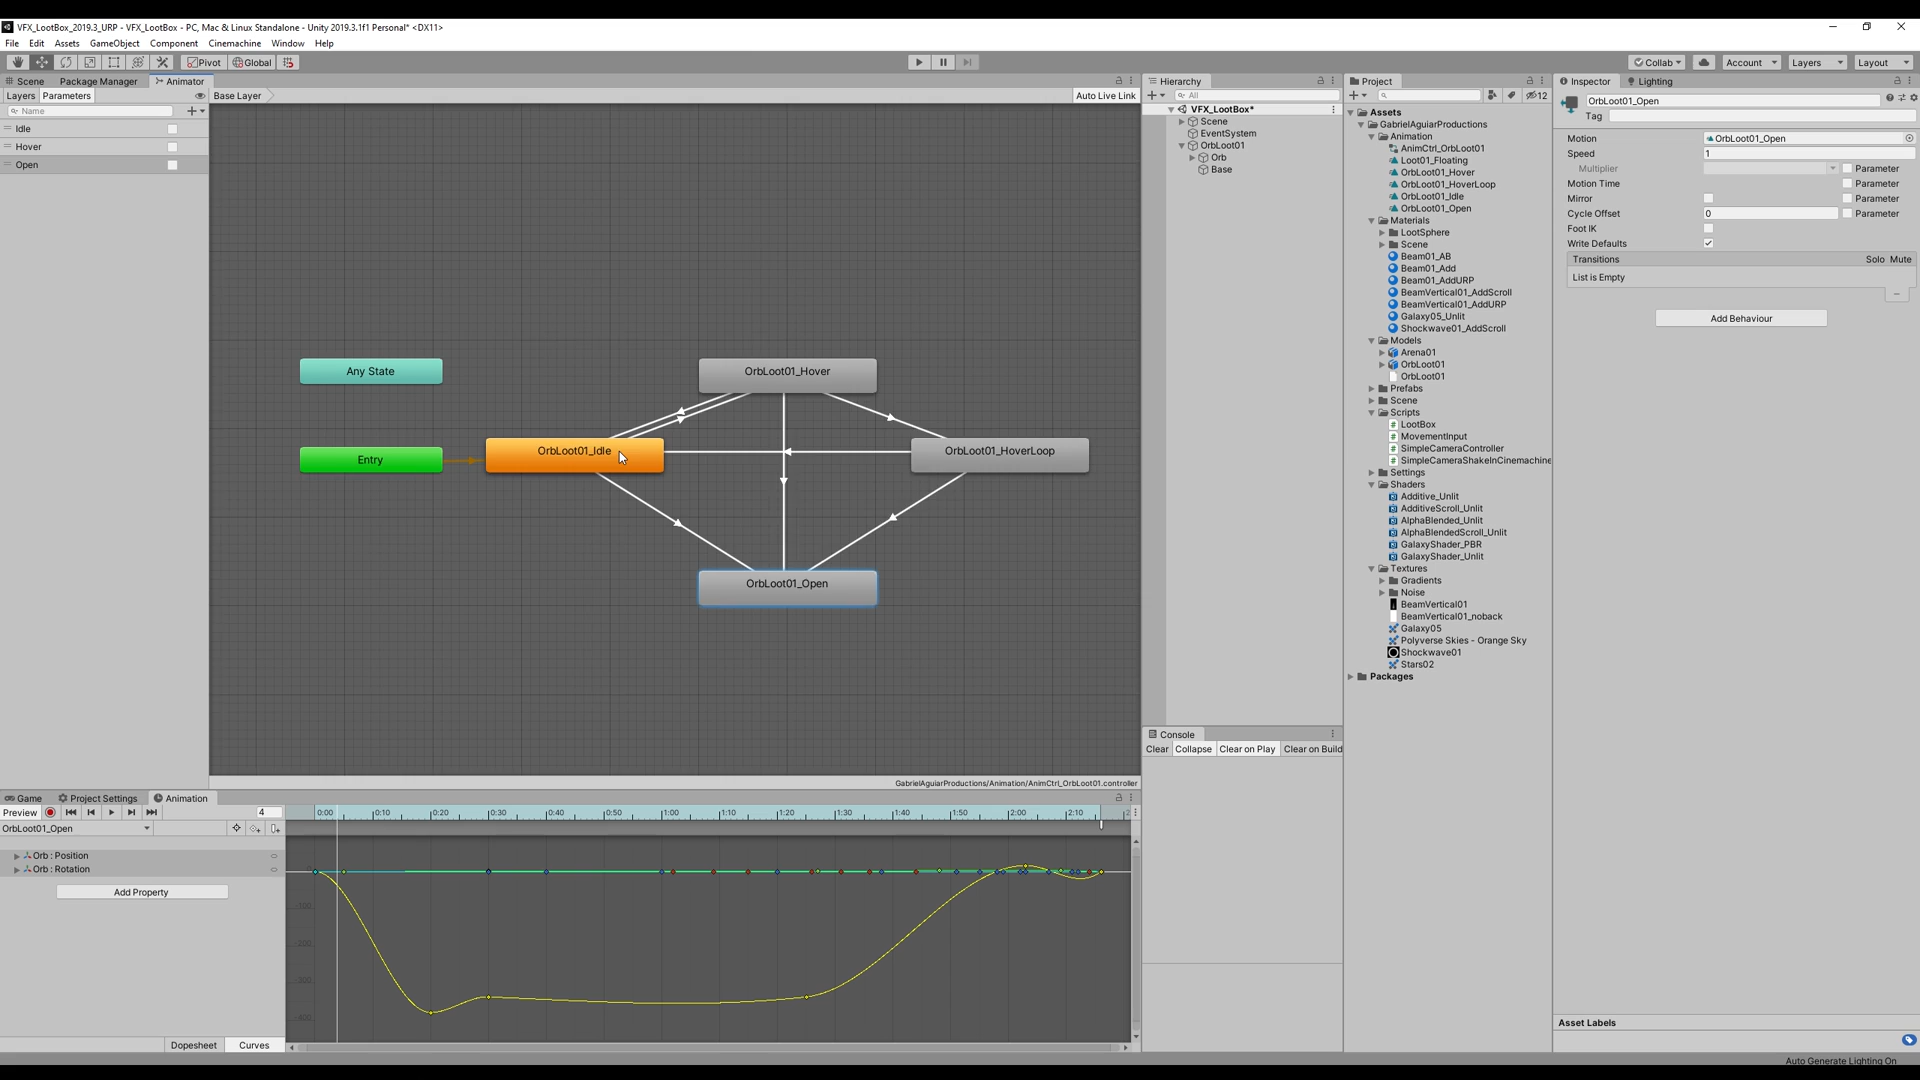 VFX_LootBox_2019.3_URP - VFX_LootBox - PC, Mac & Linux Standalone - Unity 2019.3.1f1 Personal* <DX11>
File Edit Assets GameObject Component Cinemachine Window Help
Pivot Global Collab Account Layers Layout
Scene Package Manager Animator
Layers Parameters Base Layer Auto Live Link
Name
Idle
Hover
Open
Any State
Entry
OrbLoot01_Hover
OrbLoot01_Idle
OrbLoot01_HoverLoop
OrbLoot01_Open
GabrielAguiarProductions/Animation/AnimCtrl_OrbLoot01.controller
Hierarchy
All
VFX_LootBox*
Scene
EventSystem
OrbLoot01
Orb
Base
Console
Clear Collapse Clear on Play Clear on Build
Project
12
Assets
GabrielAguiarProductions
Animation
AnimCtrl_OrbLoot01
Loot01_Floating
OrbLoot01_Hover
OrbLoot01_HoverLoop
OrbLoot01_Idle
OrbLoot01_Open
Materials
LootSphere
Scene
Beam01_AB
Beam01_Add
Beam01_AddURP
BeamVertical01_AddScroll
BeamVertical01_AddURP
Galaxy05_Unlit
Shockwave01_AddScroll
Models
Arena01
OrbLoot01
OrbLoot01
Prefabs
Scene
Scripts
LootBox
MovementInput
SimpleCameraController
SimpleCameraShakeInCinemachine
Settings
Shaders
Additive_Unlit
AdditiveScroll_Unlit
AlphaBlended_Unlit
AlphaBlendedScroll_Unlit
GalaxyShader_PBR
GalaxyShader_Unlit
Textures
Gradients
Noise
BeamVertical01
BeamVertical01_noback
Galaxy05
Polyverse Skies - Orange Sky
Shockwave01
Stars02
Packages
Inspector Lighting
OrbLoot01_Open
Tag
Motion OrbLoot01_Open
Speed 1
Multiplier Parameter
Motion Time Parameter
Mirror Parameter
Cycle Offset 0 Parameter
Foot IK
Write Defaults
Transitions Solo Mute
List is Empty
Add Behaviour
Asset Labels
Auto Generate Lighting On
Game Project Settings Animation
Preview 4
0:00 0:10 0:20 0:30 0:40 0:50 1:00 1:10 1:20 1:30 1:40 1:50 2:00 2:10
OrbLoot01_Open
Orb : Position
Orb : Rotation
Add Property
Dopesheet Curves